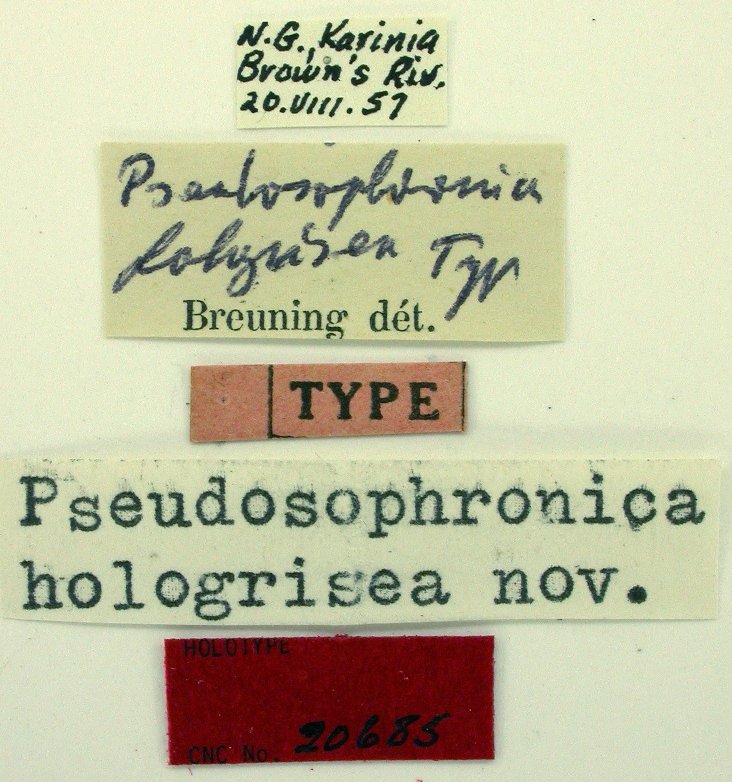 N.G., Karinia
Brown's Riv.
20.VIII.57
Pseudosophronica
hologrisea Typ
Breuning dét.
TYPE
Pseudosophronica
hologrisea nov.
HOLOTYPE
CNC No. 20685